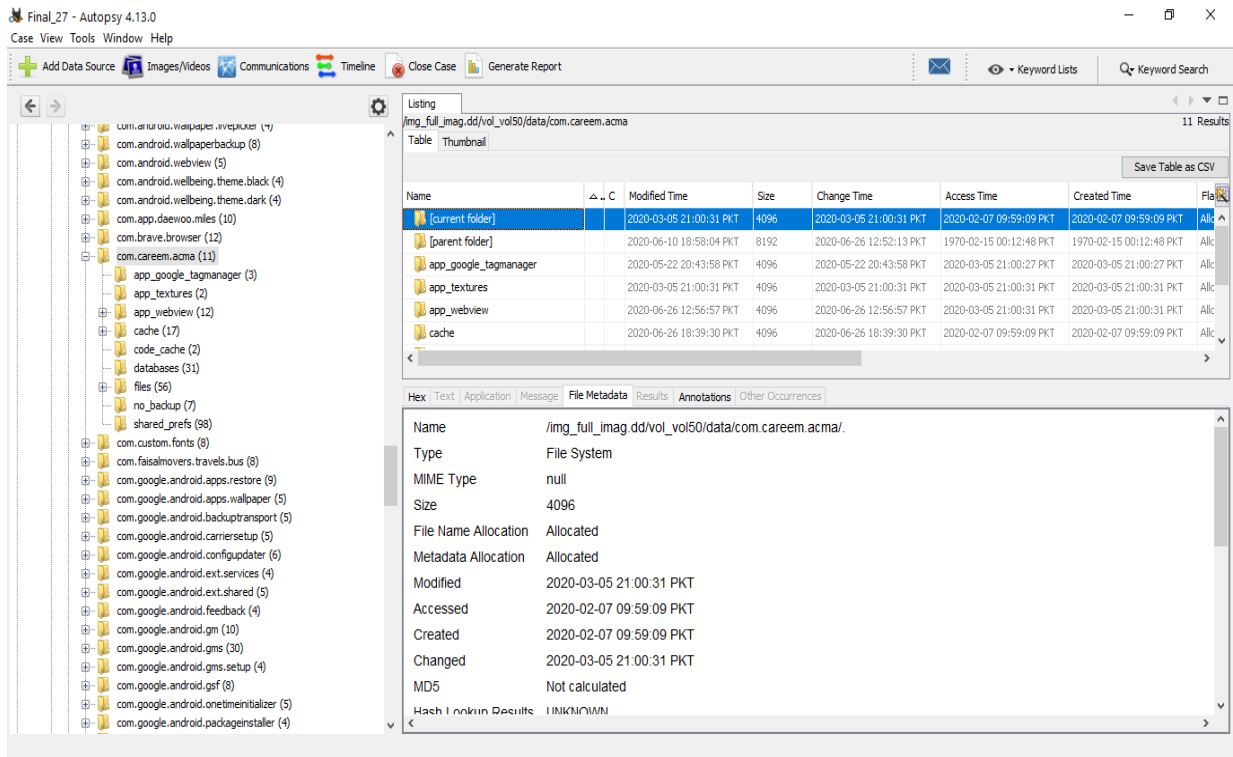 Final_27 - Autopsy 4.13.0
Case View Tools Window Help
Add Data Source Images/Videos Communications Timeline Close Case Generate Report Keyword Lists Keyword Search
com.android.wallpaper.livepicker (4)
com.android.wallpaperbackup (8)
com.android.webview (5)
com.android.wellbeing.theme.black (4)
com.android.wellbeing.theme.dark (4)
com.app.daewoo.miles (10)
com.brave.browser (12)
com.careem.acma (11)
app_google_tagmanager (3)
app_textures (2)
app_webview (12)
cache (17)
code_cache (2)
databases (31)
files (56)
no_backup (7)
shared_prefs (98)
com.custom.fonts (8)
com.faisalmovers.travels.bus (8)
com.google.android.apps.restore (9)
com.google.android.apps.wallpaper (5)
com.google.android.backuptransport (5)
com.google.android.carriersetup (5)
com.google.android.configupdater (6)
com.google.android.ext.services (4)
com.google.android.ext.shared (5)
com.google.android.feedback (4)
com.google.android.gm (10)
com.google.android.gms (30)
com.google.android.gms.setup (4)
com.google.android.gsf (8)
com.google.android.onetimeinitializer (5)
com.google.android.packageinstaller (4)
Listing
/img_full_imag.dd/vol_vol50/data/com.careem.acma 11 Results
Table Thumbnail
Save Table as CSV
Name C Modified Time Size Change Time Access Time Created Time Fla
[current folder] 2020-03-05 21:00:31 PKT 4096 2020-03-05 21:00:31 PKT 2020-02-07 09:59:09 PKT 2020-02-07 09:59:09 PKT Allc
[parent folder] 2020-06-10 18:58:04 PKT 8192 2020-06-26 12:52:13 PKT 1970-02-15 00:12:48 PKT 1970-02-15 00:12:48 PKT Allc
app_google_tagmanager 2020-05-22 20:43:58 PKT 4096 2020-05-22 20:43:58 PKT 2020-03-05 21:00:27 PKT 2020-03-05 21:00:27 PKT Allc
app_textures 2020-03-05 21:00:31 PKT 4096 2020-03-05 21:00:31 PKT 2020-03-05 21:00:31 PKT 2020-03-05 21:00:31 PKT Allc
app_webview 2020-06-26 12:56:57 PKT 4096 2020-06-26 12:56:57 PKT 2020-03-05 21:00:31 PKT 2020-03-05 21:00:31 PKT Allc
cache 2020-06-26 18:39:30 PKT 4096 2020-06-26 18:39:30 PKT 2020-02-07 09:59:09 PKT 2020-02-07 09:59:09 PKT Allc
Hex Text Application Message File Metadata Results Annotations Other Occurrences
Name /img_full_imag.dd/vol_vol50/data/com.careem.acma/.
Type File System
MIME Type null
Size 4096
File Name Allocation Allocated
Metadata Allocation Allocated
Modified 2020-03-05 21:00:31 PKT
Accessed 2020-02-07 09:59:09 PKT
Created 2020-02-07 09:59:09 PKT
Changed 2020-03-05 21:00:31 PKT
MD5 Not calculated
Hash Lookup Results UNKNOWN